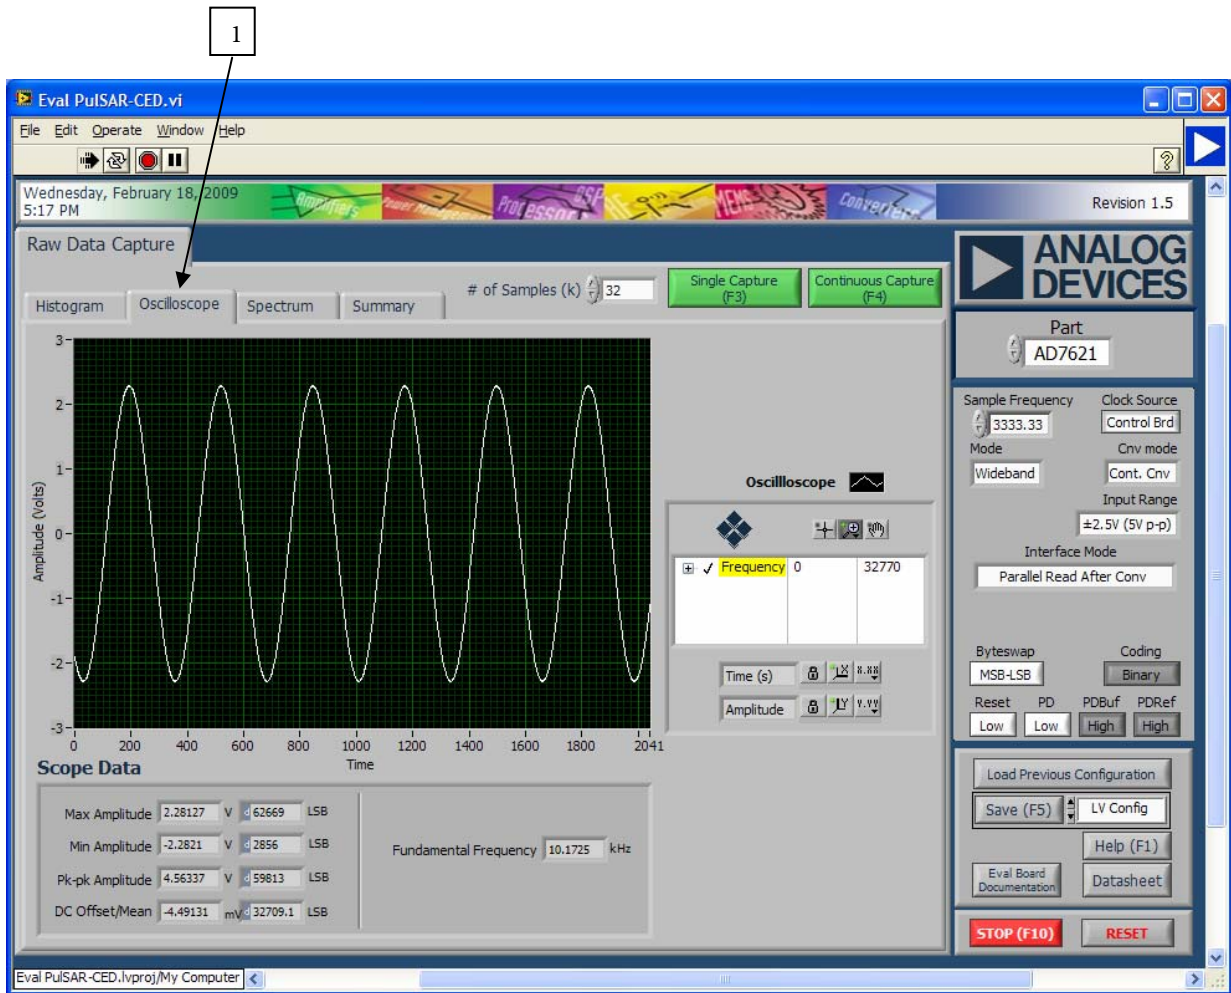 1
Eval PulSAR-CED.vi
File Edit Operate Window Help
Wednesday, February 18, 2009
5:17 PM
Amplifiers Power Management Processors DSP MEMS Converters
Revision 1.5
Raw Data Capture
Histogram Oscilloscope Spectrum Summary
# of Samples (k) 32
Single Capture
(F3)
Continuous Capture
(F4)
ANALOG
DEVICES
Part
AD7621
Sample Frequency Clock Source
3333.33 Control Brd
Mode Cnv mode
Wideband Cont. Cnv
Input Range
±2.5V (5V p-p)
Interface Mode
Parallel Read After Conv
Byteswap Coding
MSB-LSB Binary
Reset PD PDBuf PDRef
Low Low High High
Load Previous Configuration
Save (F5) LV Config
Help (F1)
Eval Board
Documentation
Datasheet
STOP (F10) RESET
Amplitude (Volts)
3
2
1
0
-1
-2
-3
0 200 400 600 800 1000 1200 1400 1600 1800 2041
Time
Oscillloscope
Frequency 0 32770
Time (s) X X.XX
Amplitude Y Y.YY
Scope Data
Max Amplitude 2.28127 V d 62669 LSB
Min Amplitude -2.2821 V d 2856 LSB
Pk-pk Amplitude 4.56337 V d 59813 LSB
DC Offset/Mean -4.49131 mV d 32709.1 LSB
Fundamental Frequency 10.1725 kHz
Eval PulSAR-CED.lvproj/My Computer